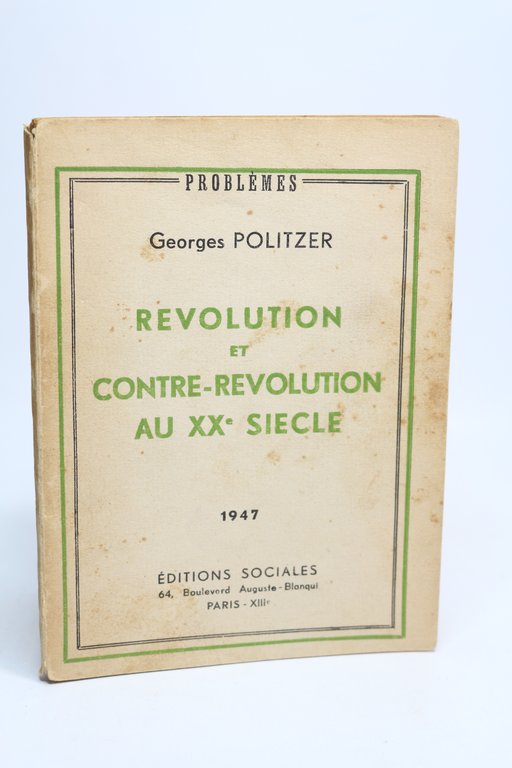 PROBLÈMES
Georges POLITZER
REVOLUTION
ET
CONTRE-REVOLUTION
AU XXe SIECLE
1947
ÉDITIONS SOCIALES
64, Boulevard Auguste-Blanqui
PARIS - XIIIe